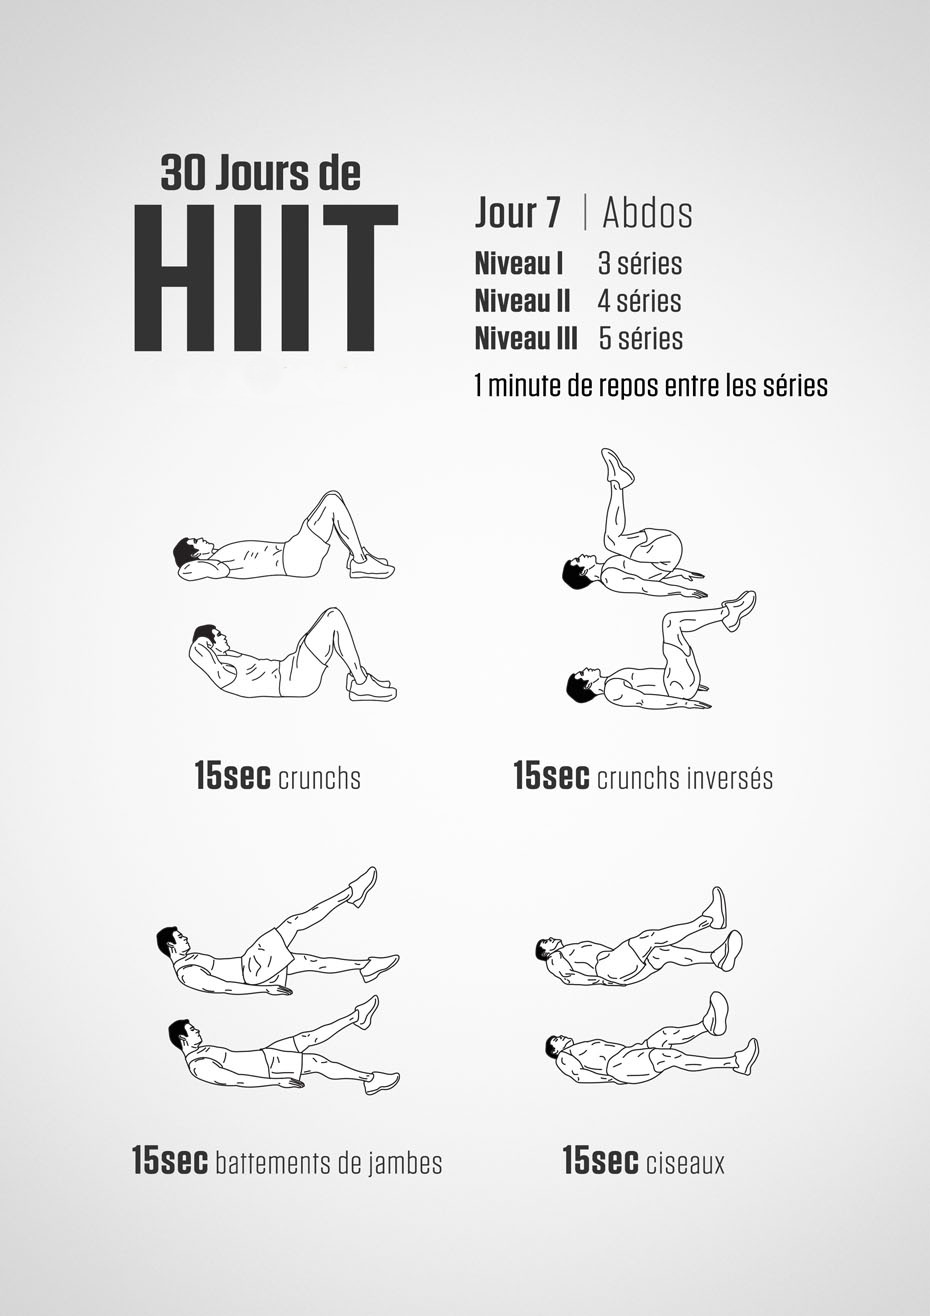 30 Jours de
HIIT
Jour 7 | Abdos
Niveau I 3 séries
Niveau II 4 séries
Niveau III 5 séries
1 minute de repos entre les séries
15sec crunchs
15sec crunchs inversés
15sec battements de jambes
15sec ciseaux